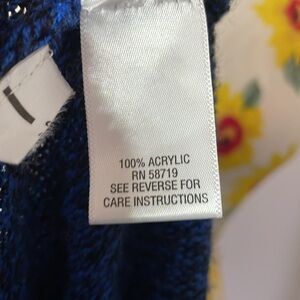 100% ACRYLIC
RN 58719
SEE REVERSE FOR
CARE INSTRUCTIONS